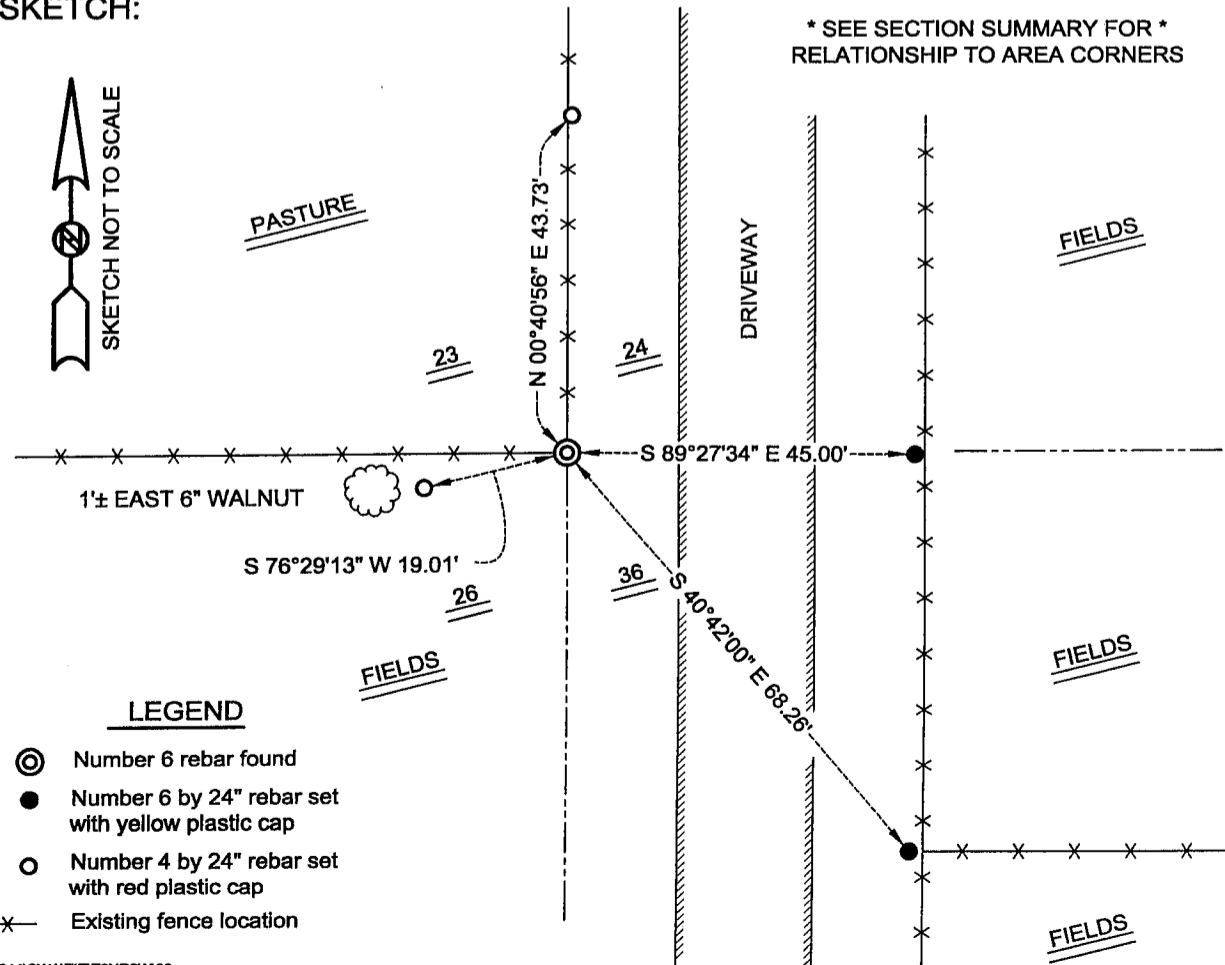 SKETCH:
* SEE SECTION SUMMARY FOR *
RELATIONSHIP TO AREA CORNERS
SKETCH NOT TO SCALE
N
PASTURE
N 00°40'56" E 43.73'
DRIVEWAY
FIELDS
23
24
S 89°27'34" E 45.00'
1'± EAST 6" WALNUT
S 76°29'13" W 19.01'
26
36
S 40°42'00" E 68.26'
FIELDS
FIELDS
LEGEND
Number 6 rebar found
Number 6 by 24" rebar set
with yellow plastic cap
Number 4 by 24" rebar set
with red plastic cap
Existing fence location
FIELDS